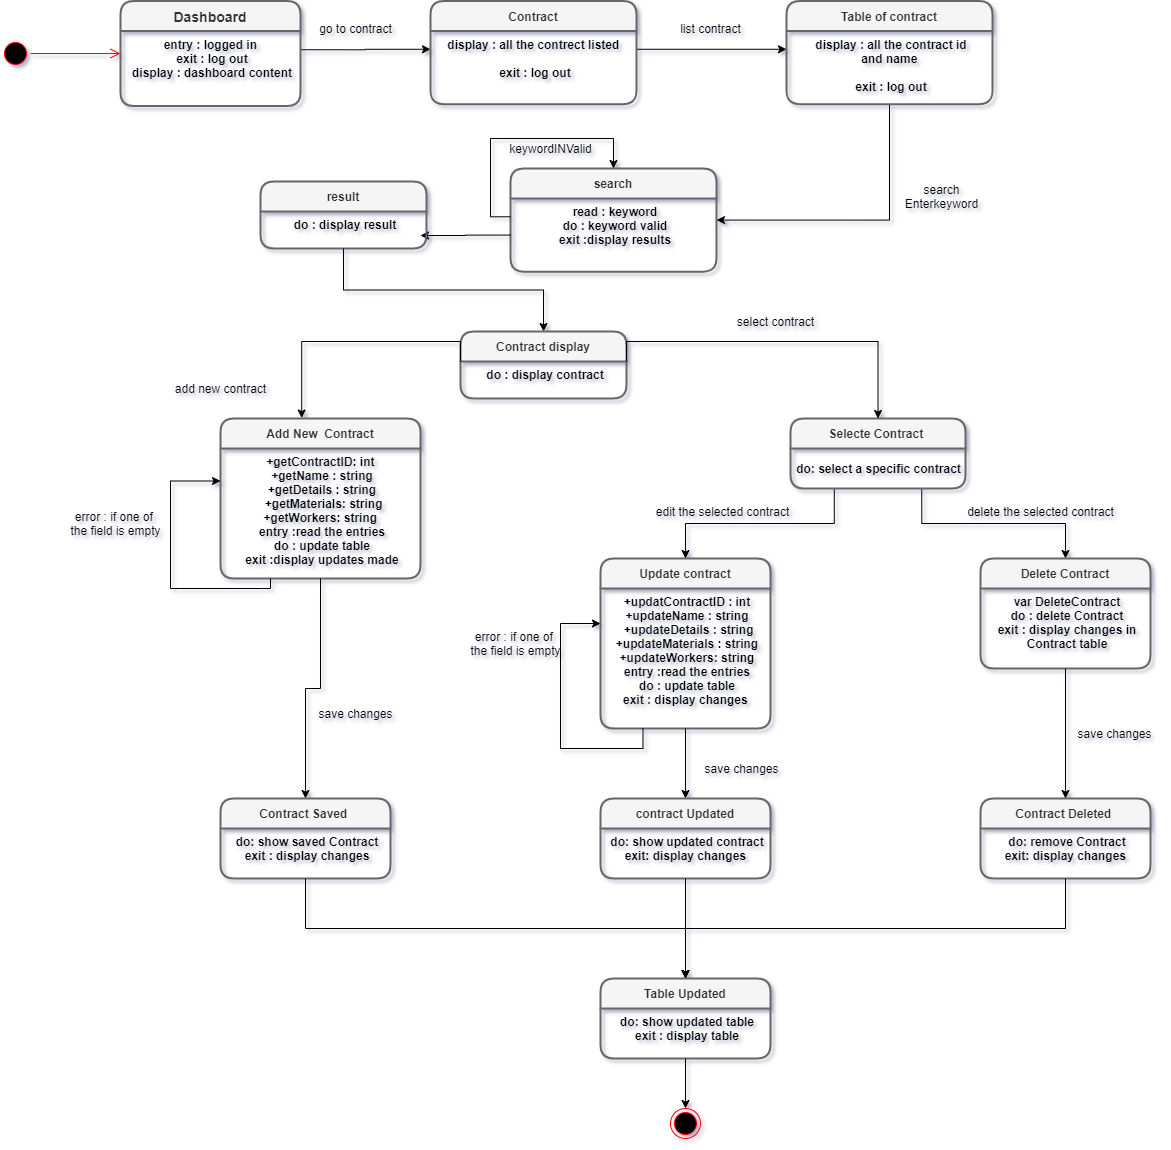 Dashboard
entry : logged in
exit : log out
display : dashboard content
go to contract
Contract
display : all the contrect listed
exit : log out
list contract
Table of contract
display : all the contract id
and name
exit : log out
search
Enterkeyword
keywordINValid
search
read : keyword
do : keyword valid
exit :display results
result
do : display result
Contract display
do : display contract
select contract
add new contract
Add New  Contract
+getContractID: int
+getName : string
+getDetails : string
+getMaterials: string
+getWorkers: string
entry :read the entries
do : update table
exit :display updates made
error : if one of
the field is empty
Selecte Contract
do: select a specific contract
edit the selected contract
delete the selected contract
Update contract
+updatContractID : int
+updateName : string
+updateDetails : string
+updateMaterials : string
+updateWorkers: string
entry :read the entries
do : update table
exit : display changes
error : if one of
the field is empty
Delete Contract
var DeleteContract
do : delete Contract
exit : display changes in
Contract table
save changes
save changes
save changes
Contract Saved
do: show saved Contract
exit : display changes
contract Updated
do: show updated contract
exit: display changes
Contract Deleted
do: remove Contract
exit: display changes
Table Updated
do: show updated table
exit : display table